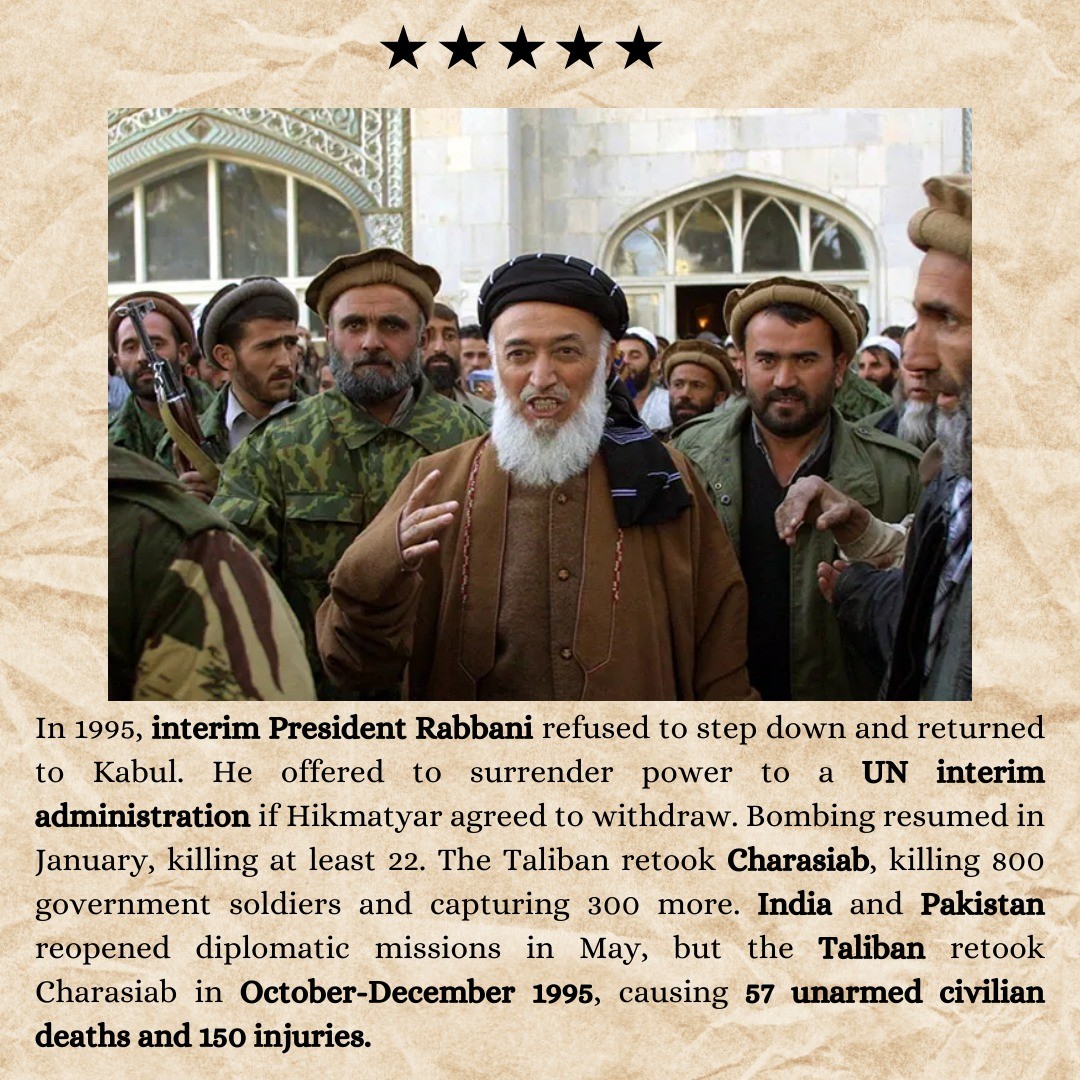 In 1995, interim President Rabbani refused to step down and returned
to Kabul. He offered to surrender power to a UN interim
administration if Hikmatyar agreed to withdraw. Bombing resumed in
January, killing at least 22. The Taliban retook Charasiab, killing 800
government soldiers and capturing 300 more. India and Pakistan
reopened diplomatic missions in May, but the Taliban retook
Charasiab in October-December 1995, causing 57 unarmed civilian
deaths and 150 injuries.